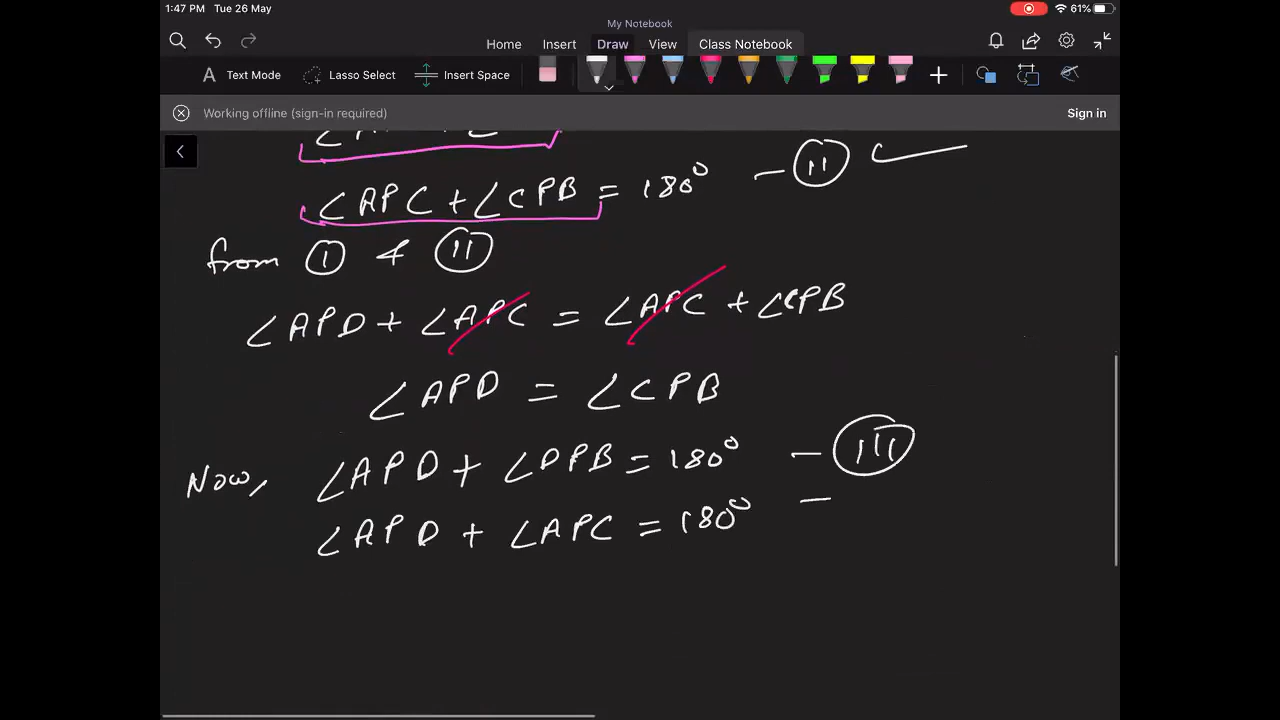 1:47 PM Tue 26 May
61%
My Notebook
Home Insert Draw View Class Notebook
Text Mode Lasso Select Insert Space
Working offline (sign-in required) Sign in
∠APC + ∠CPB = 180° - II
from I & II
∠APD + ∠APC = ∠APC + ∠CPB
∠APD = ∠CPB
Now, ∠APD + ∠DPB = 180° - III
∠APD + ∠APC = 180° -